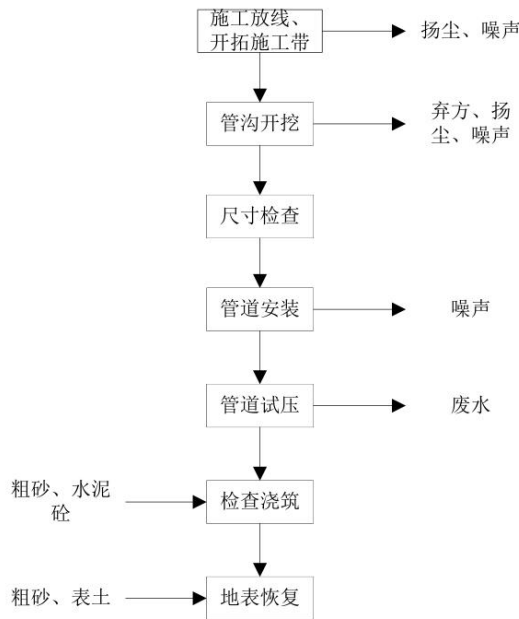 施工放线、
开拓施工带
扬尘、噪声
管沟开挖
弃方、扬
尘、噪声
尺寸检查
管道安装
噪声
管道试压
废水
粗砂、水泥
砼
检查浇筑
粗砂、表土
地表恢复